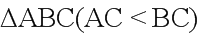 ΔABC(AC < BC)